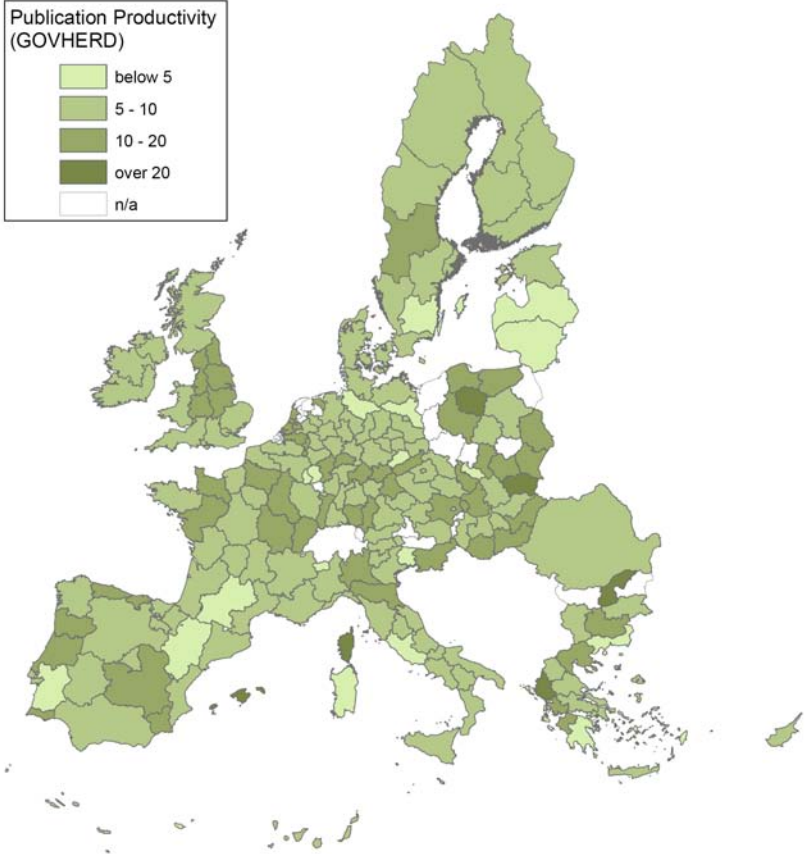 Publication Productivity
(GOVHERD)
below 5
5 - 10
10 - 20
over 20
n/a